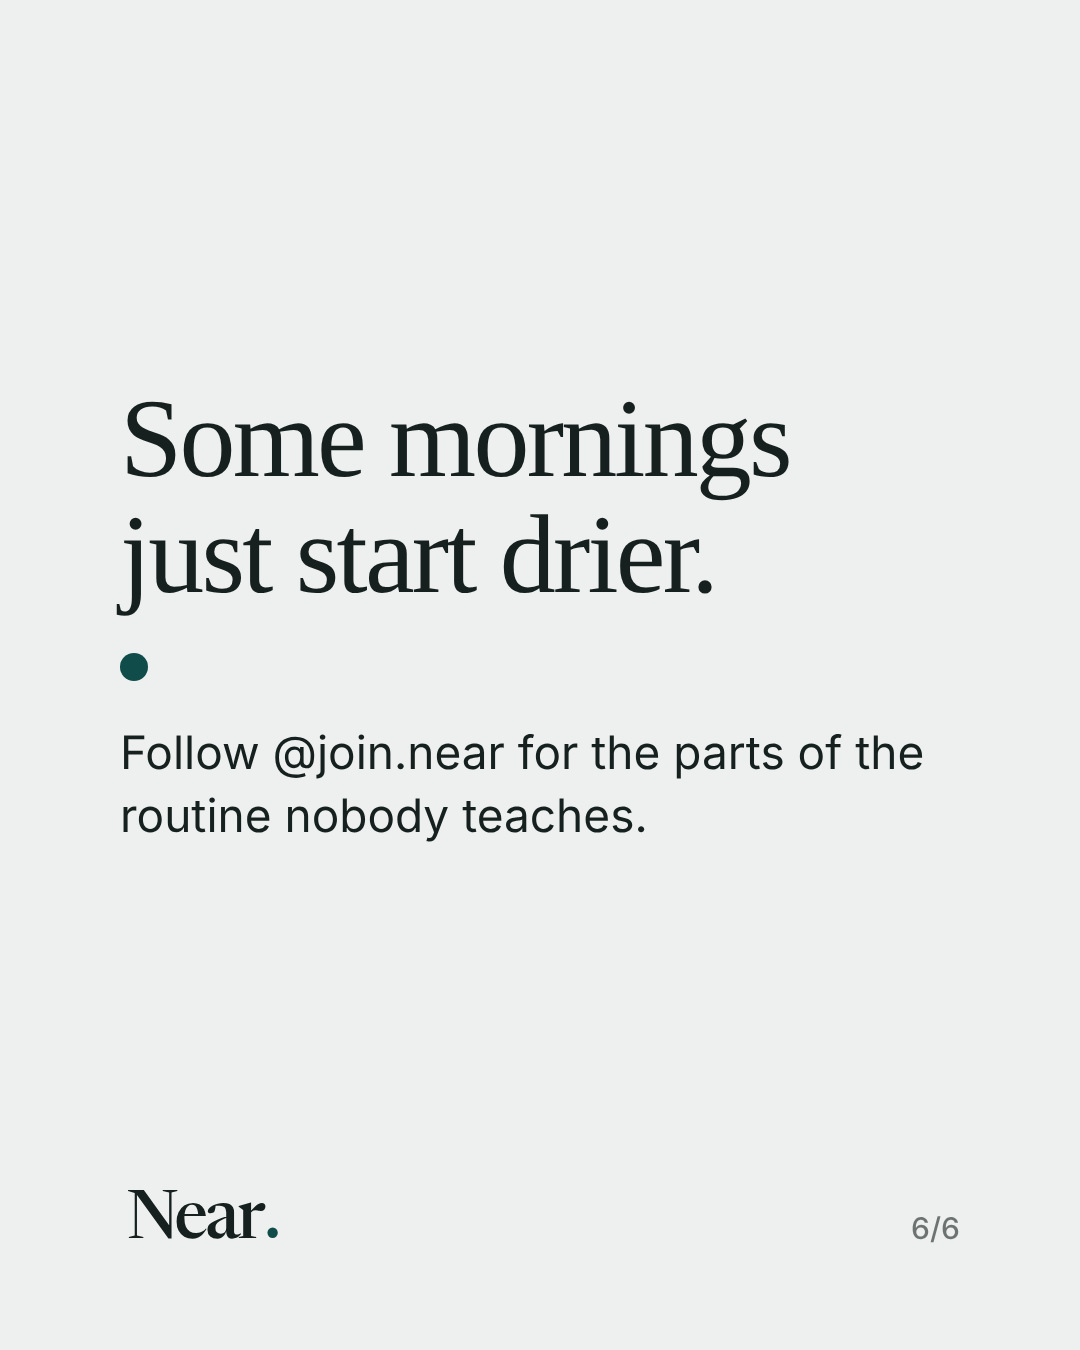 Some mornings
just start drier.
Follow @join.near for the parts of the
routine nobody teaches.
Near.
6/6